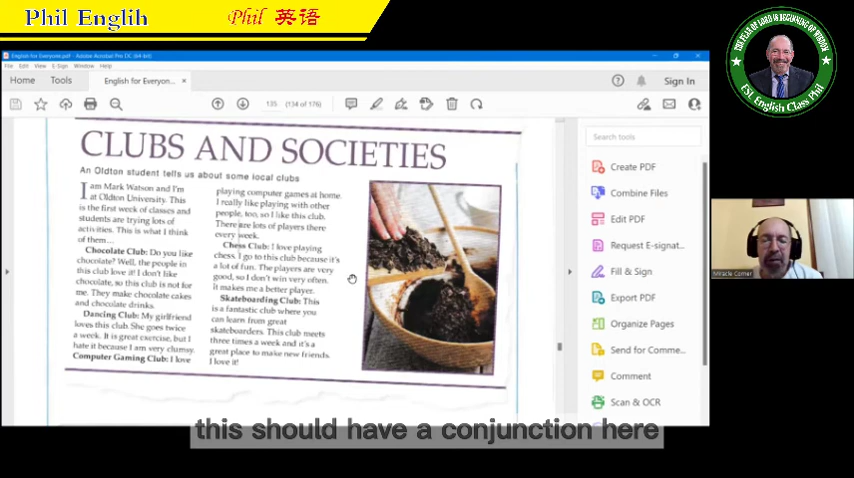 Phil Englih
Phil 英语
THE FEAR OF LORD IS BEGINNING OF WISDOM
ESL English Class Phil
English for Everyone.pdf - Adobe Acrobat Pro DC (64-bit)
File Edit View E-Sign Window Help
Home Tools English for Everyon... ×
Sign In
135 (134 of 176)
CLUBS AND SOCIETIES
An Oldton student tells us about some local clubs
I am Mark Watson and I'm
at Oldton University. This
is the first week of classes and
students are trying lots of
activities. This is what I think
of them...
Chocolate Club: Do you like
chocolate? Well, the people in
this club love it! I don't like
chocolate, so this club is not for
me. They make chocolate cakes
and chocolate drinks.
Dancing Club: My girlfriend
loves this club. She goes twice
a week. It is great exercise, but I
hate it because I am very clumsy.
Computer Gaming Club: I love
playing computer games at home.
I really like playing with other
people, too, so I like this club.
There are lots of players there
every week.
Chess Club: I love playing
chess. I go to this club because it's
a lot of fun. The players are very
good, so I don't win very often.
It makes me a better player.
Skateboarding Club: This
is a fantastic club where you
can learn from great
skateboarders. This club meets
three times a week and it's a
great place to make new friends.
I love it!
Search tools
Create PDF
Combine Files
Edit PDF
Request E-signat...
Fill & Sign
Export PDF
Organize Pages
Send for Comme...
Comment
Scan & OCR
Miracle Corner
this should have a conjunction here